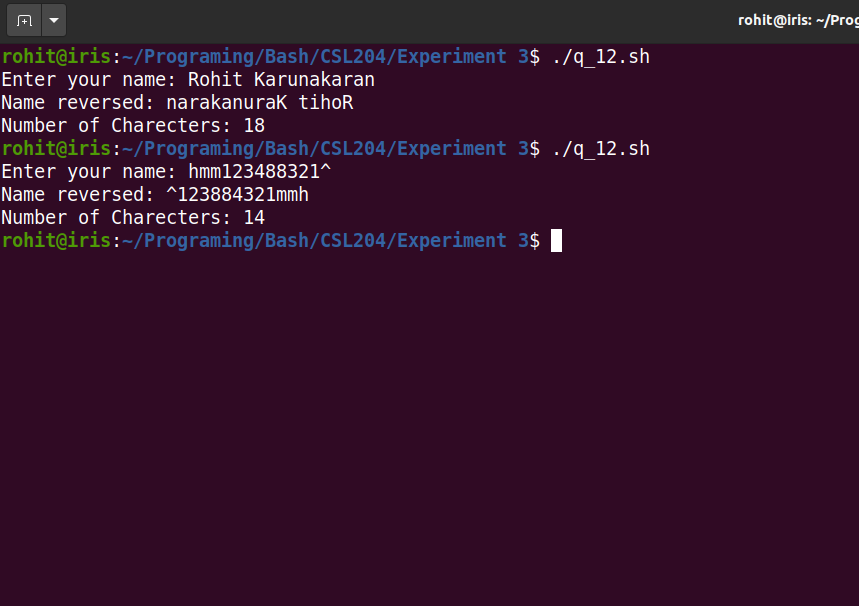 rohit@iris: ~/Prog
rohit@iris:~/Programing/Bash/CSL204/Experiment 3$ ./q_12.sh
Enter your name: Rohit Karunakaran
Name reversed: narakanuraK tihoR
Number of Charecters: 18
rohit@iris:~/Programing/Bash/CSL204/Experiment 3$ ./q_12.sh
Enter your name: hmm123488321^
Name reversed: ^123884321mmh
Number of Charecters: 14
rohit@iris:~/Programing/Bash/CSL204/Experiment 3$